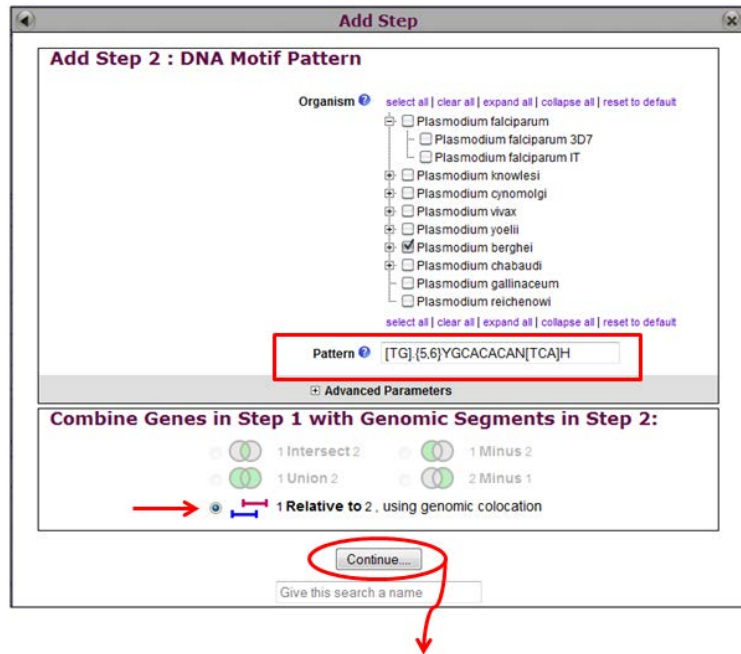 Add Step
Add Step 2 : DNA Motif Pattern
Organism
select all | clear all | expand all | collapse all | reset to default
Plasmodium falciparum
Plasmodium falciparum 3D7
Plasmodium falciparum IT
Plasmodium knowlesi
Plasmodium cynomolgi
Plasmodium vivax
Plasmodium yoelii
Plasmodium berghei
Plasmodium chabaudi
Plasmodium gallinaceum
Plasmodium reichenowi
select all | clear all | expand all | collapse all | reset to default
Pattern [TG].{5,6}YGCACACAN[TCA]H
Advanced Parameters
Combine Genes in Step 1 with Genomic Segments in Step 2:
1 Intersect 2 1 Minus 2
1 Union 2 2 Minus 1
1 Relative to 2 , using genomic colocation
Continue....
Give this search a name